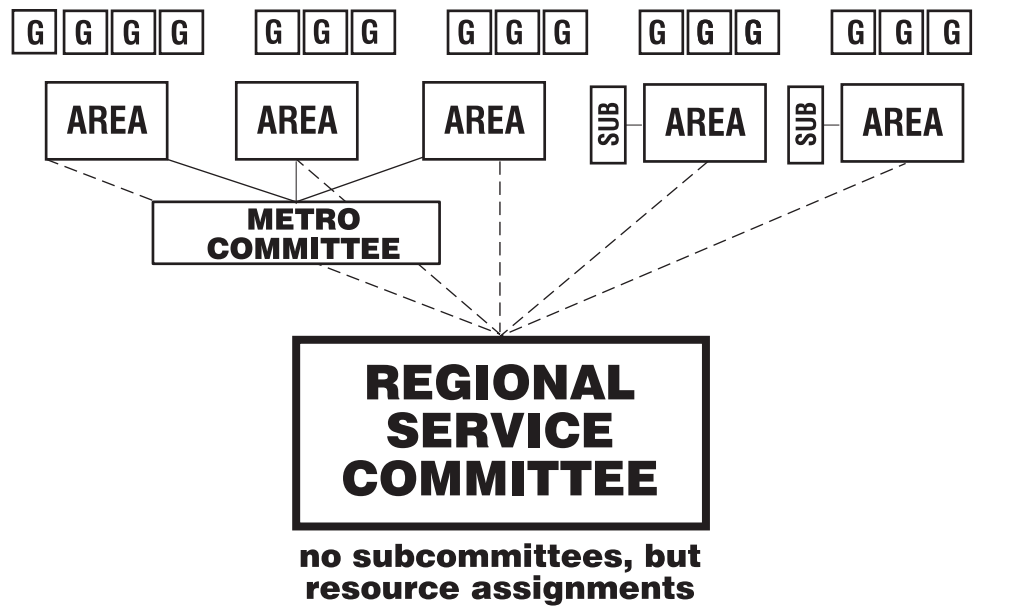 G G G G G G G G G G G G G G G G
AREA AREA AREA SUB AREA SUB AREA
METRO
COMMITTEE
REGIONAL
SERVICE
COMMITTEE
no subcommittees, but
resource assignments